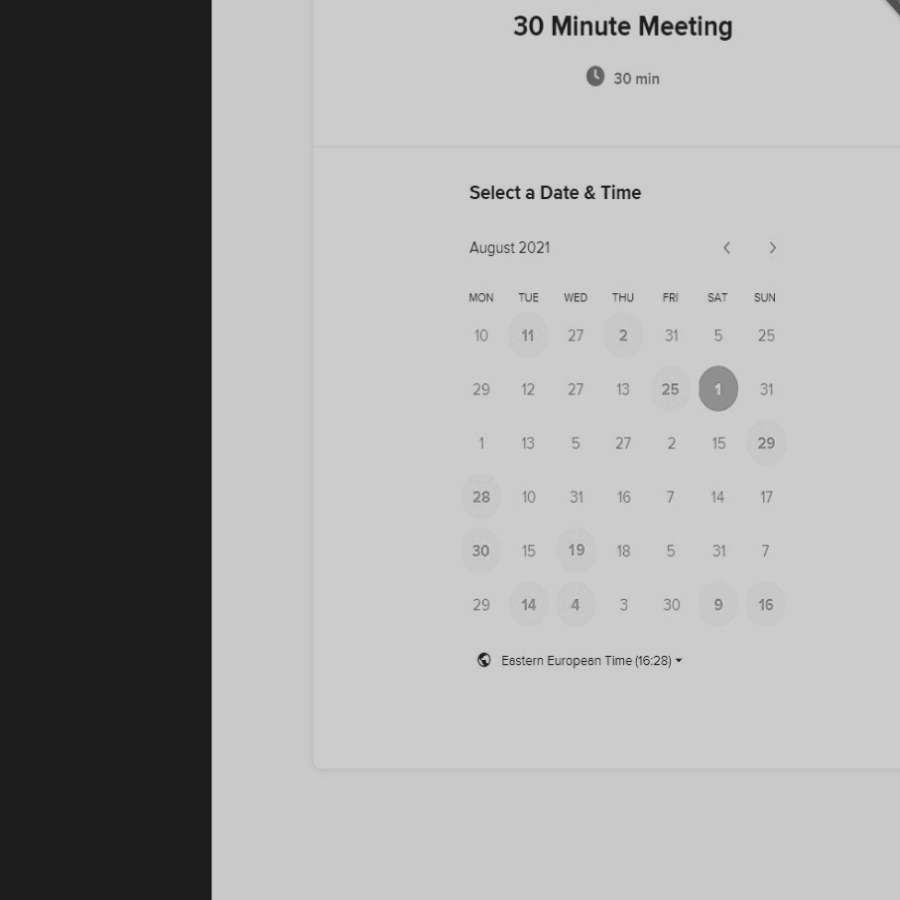 30 Minute Meeting
30 min
Select a Date & Time
August 2021
MON TUE WED THU FRI SAT SUN
10 11 27 2 31 5 25
29 12 27 13 25 1 31
1 13 5 27 2 15 29
28 10 31 16 7 14 17
30 15 19 18 5 31 7
29 14 4 3 30 9 16
Eastern European Time (16:28)